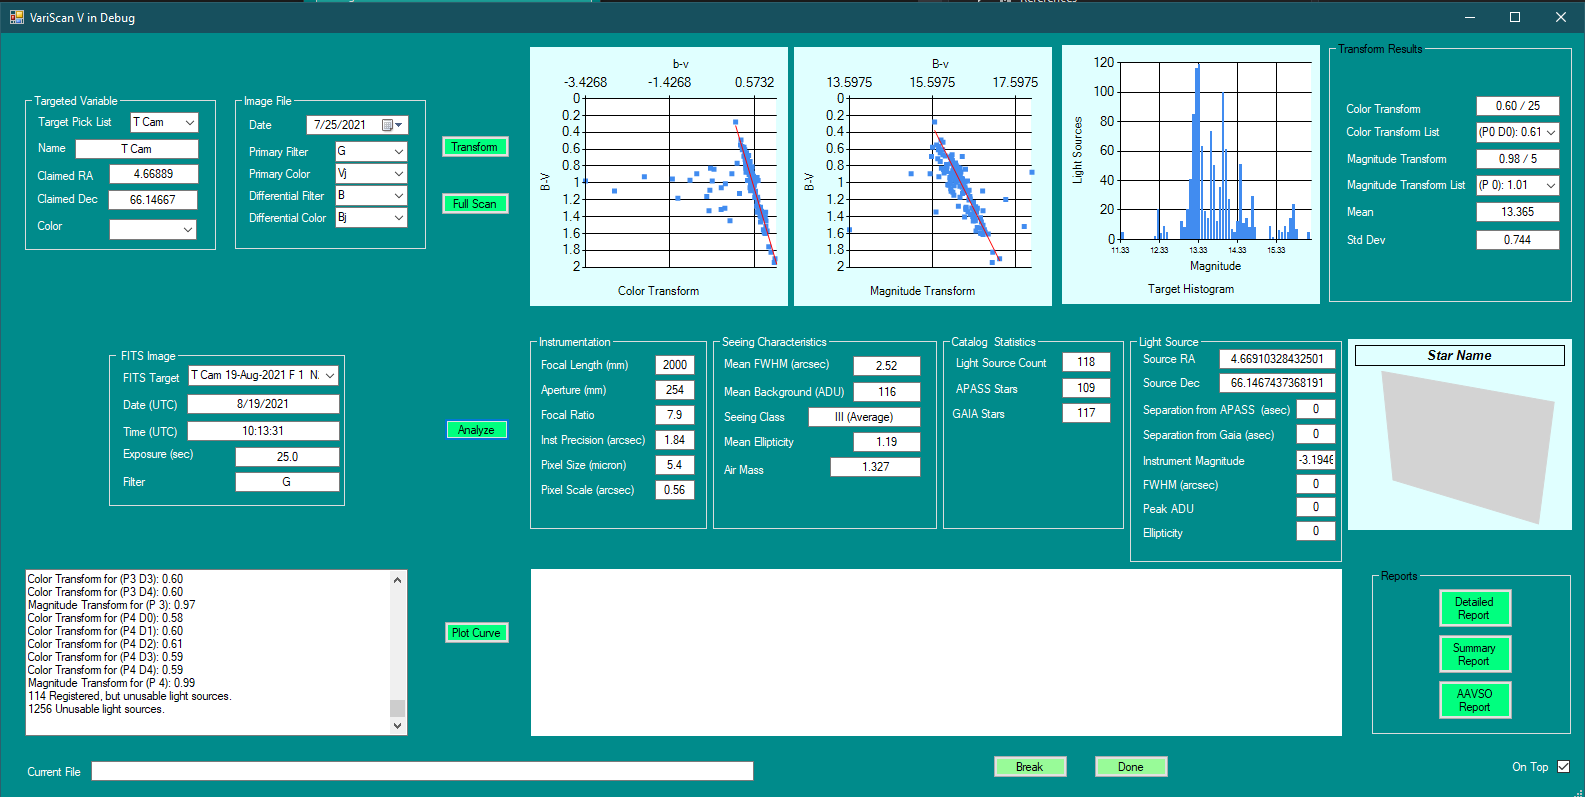 VariScan V in Debug
Targeted Variable
Target Pick List T Cam
Name T Cam
Claimed RA 4.66889
Claimed Dec 66.14667
Color
Image File
Date 7/25/2021
Primary Filter G
Primary Color Vj
Differential Filter B
Differential Color Bj
Transform
Full Scan
b-v
-3.4268 -1.4268 0.5732
0
0.2
0.4
0.6
0.8
1
1.2
1.4
1.6
1.8
2
B-V
Color Transform
B-v
13.5975 15.5975 17.5975
0
0.2
0.4
0.6
0.8
1
1.2
1.4
1.6
1.8
2
B-V
Magnitude Transform
120
100
80
60
40
20
0
Light Sources
11.33 12.33 13.33 14.33 15.33
Magnitude
Target Histogram
Transform Results
Color Transform 0.60 / 25
Color Transform List (P0 D0): 0.61
Magnitude Transform 0.98 / 5
Magnitude Transform List (P 0): 1.01
Mean 13.365
Std Dev 0.744
FITS Image
FITS Target T Cam 19-Aug-2021 F 1 N.
Date (UTC) 8/19/2021
Time (UTC) 10:13:31
Exposure (sec) 25.0
Filter G
Analyze
Instrumentation
Focal Length (mm) 2000
Aperture (mm) 254
Focal Ratio 7.9
Inst Precision (arcsec) 1.84
Pixel Size (micron) 5.4
Pixel Scale (arcsec) 0.56
Seeing Characteristics
Mean FWHM (arcsec) 2.52
Mean Background (ADU) 116
Seeing Class III (Average)
Mean Ellipticity 1.19
Air Mass 1.327
Catalog Statistics
Light Source Count 118
APASS Stars 109
GAIA Stars 117
Light Source
Source RA 4.66910328432501
Source Dec 66.1467437368191
Separation from APASS (asec) 0
Separation from Gaia (asec) 0
Instrument Magnitude -3.1946
FWHM (arcsec) 0
Peak ADU 0
Ellipticity 0
Star Name
Color Transform for (P3 D3): 0.60
Color Transform for (P3 D4): 0.60
Magnitude Transform for (P 3): 0.97
Color Transform for (P4 D0): 0.58
Color Transform for (P4 D1): 0.60
Color Transform for (P4 D2): 0.61
Color Transform for (P4 D3): 0.59
Color Transform for (P4 D4): 0.59
Magnitude Transform for (P 4): 0.99
114 Registered, but unusable light sources.
1256 Unusable light sources.
Plot Curve
Reports
Detailed
Report
Summary
Report
AAVSO
Report
Current File
Break
Done
On Top